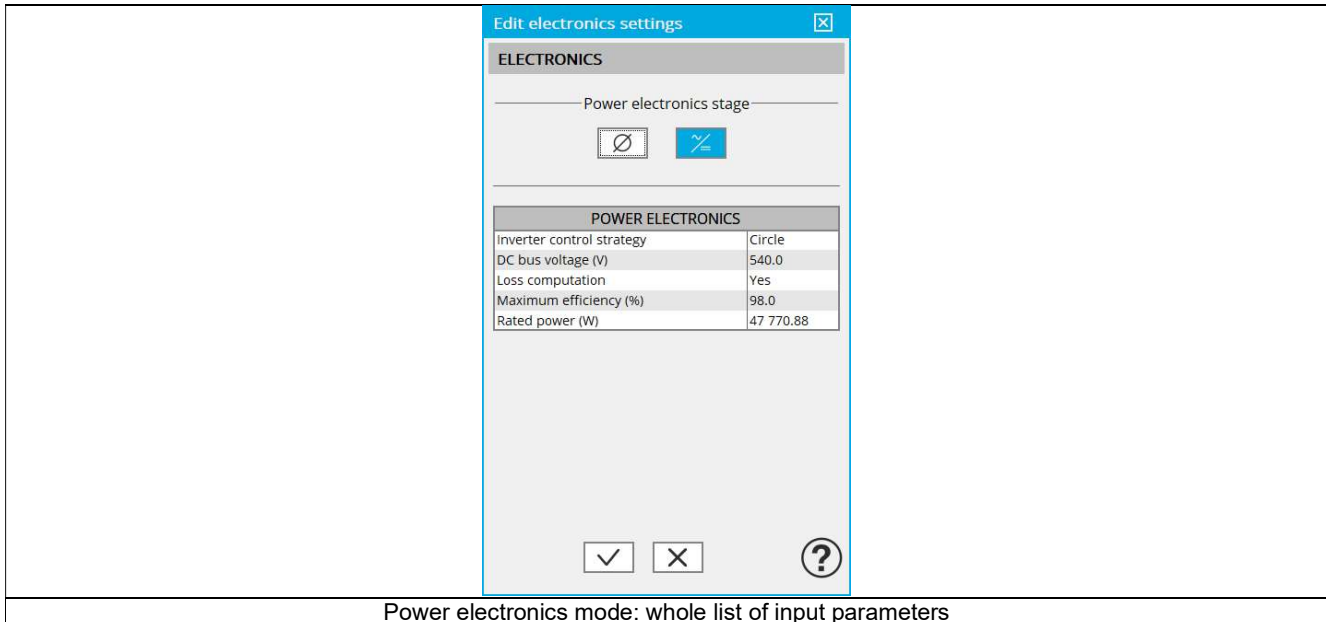 Edit electronics settings
ELECTRONICS
Power electronics stage
POWER ELECTRONICS
Inverter control strategy Circle
DC bus voltage (V) 540.0
Loss computation Yes
Maximum efficiency (%) 98.0
Rated power (W) 47 770.88
?
Power electronics mode: whole list of input parameters